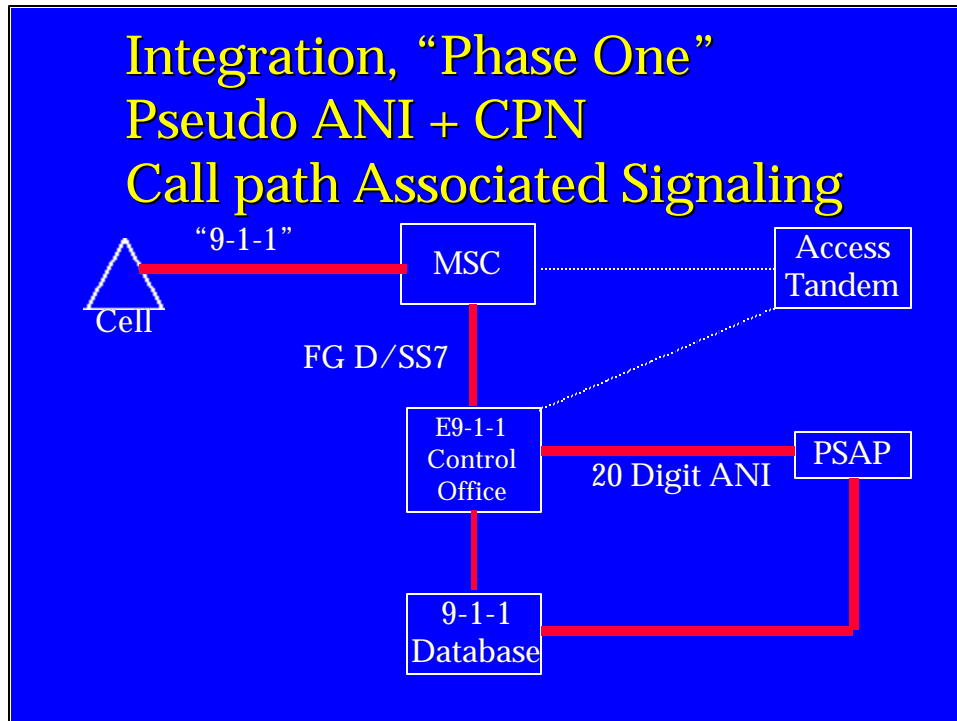 Integration, “Phase One”
Pseudo ANI + CPN
Call path Associated Signaling
“9-1-1”
MSC
Access
Tandem
Cell
FG D/SS7
E9-1-1
Control
Office
PSAP
20 Digit ANI
9-1-1
Database